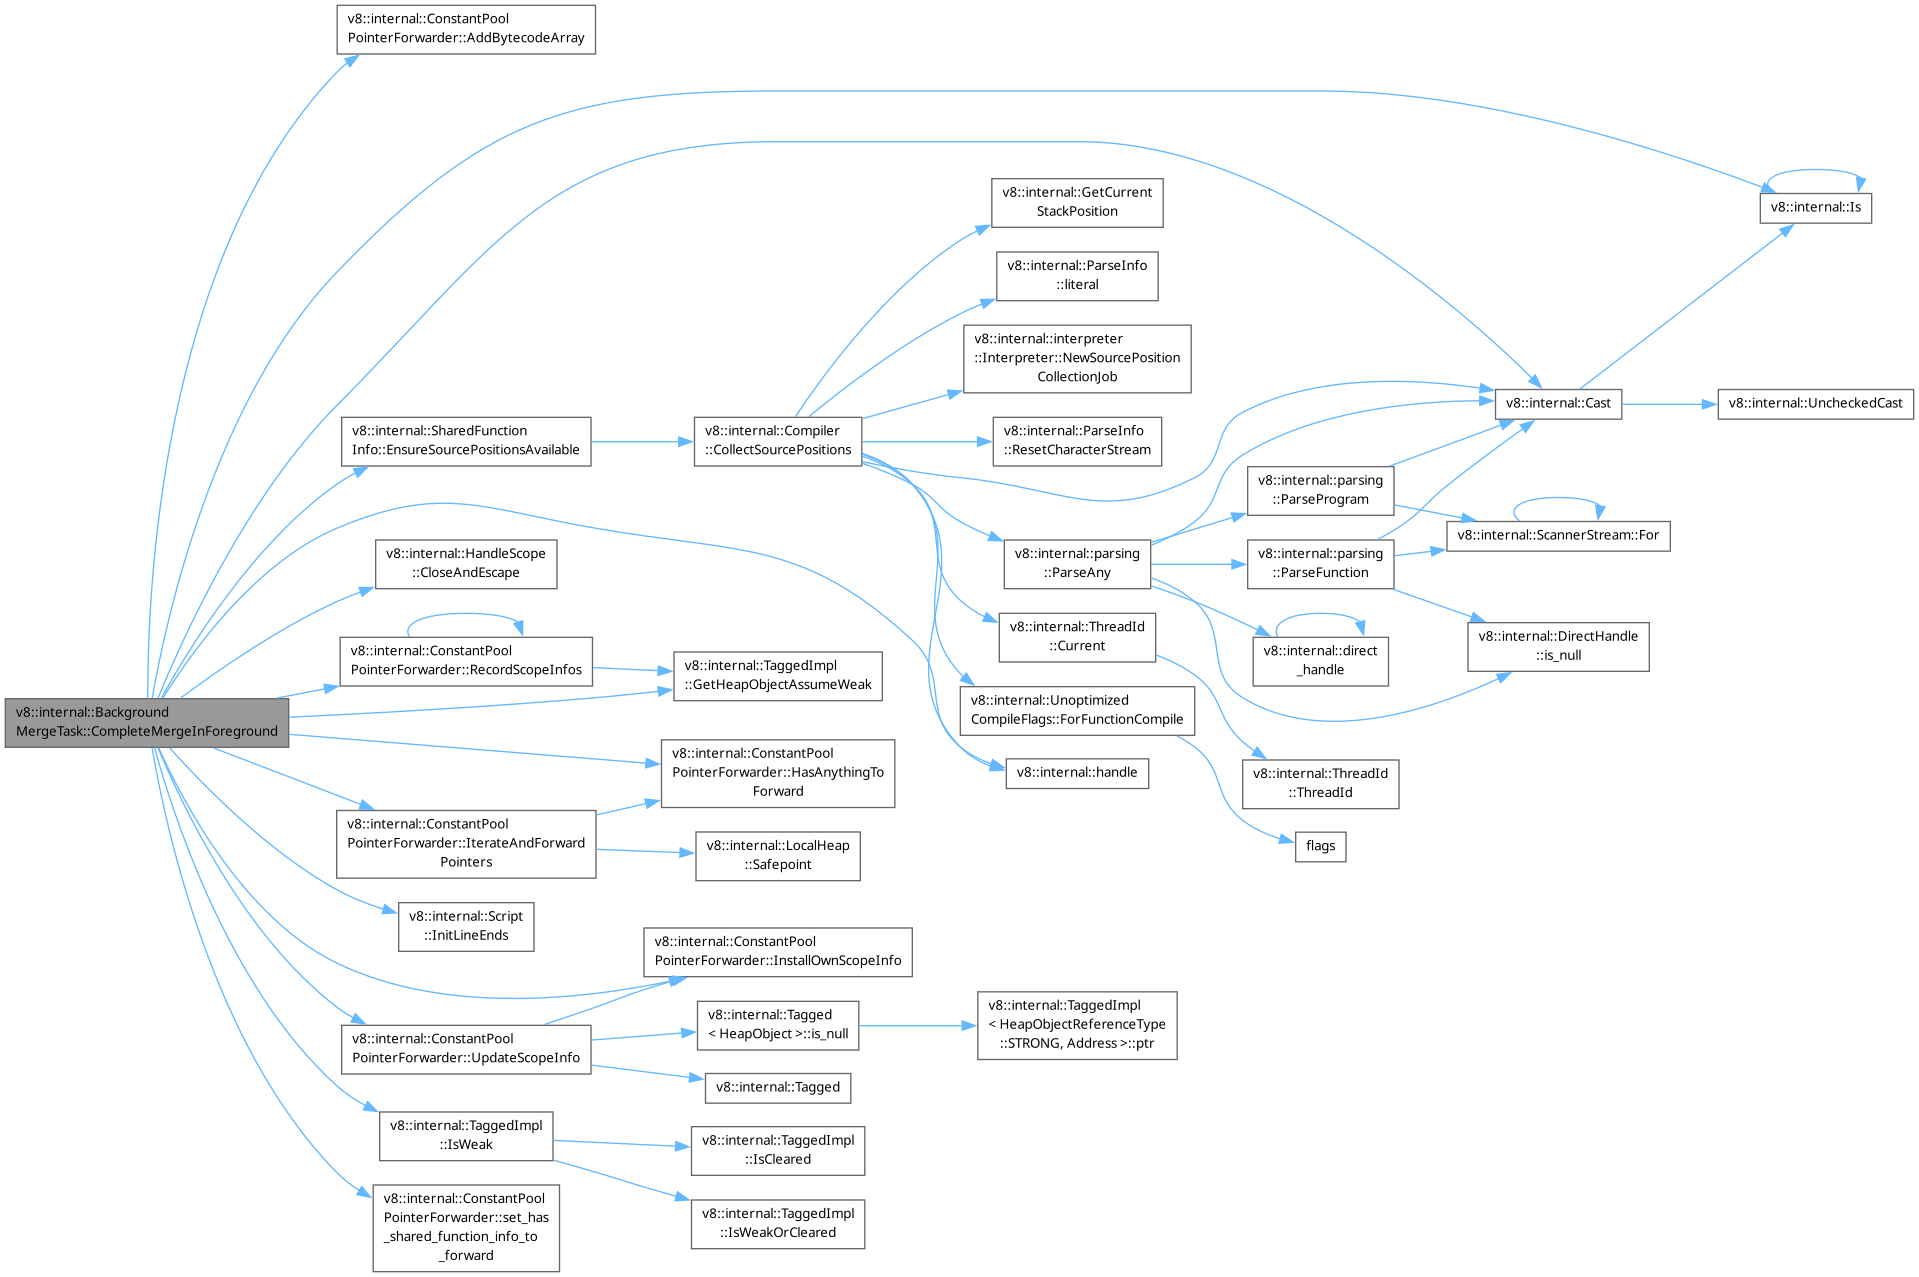 v8::internal::ConstantPool
PointerForwarder::AddBytecodeArray
v8::internal::GetCurrent
StackPosition
v8::internal::Is
v8::internal::ParseInfo
::literal
v8::internal::interpreter
::Interpreter::NewSourcePosition
CollectionJob
v8::internal::Cast
v8::internal::UncheckedCast
v8::internal::SharedFunction
Info::EnsureSourcePositionsAvailable
v8::internal::Compiler
::CollectSourcePositions
v8::internal::ParseInfo
::ResetCharacterStream
v8::internal::parsing
::ParseProgram
v8::internal::ScannerStream::For
v8::internal::HandleScope
::CloseAndEscape
v8::internal::parsing
::ParseAny
v8::internal::parsing
::ParseFunction
v8::internal::ConstantPool
PointerForwarder::RecordScopeInfos
v8::internal::TaggedImpl
::GetHeapObjectAssumeWeak
v8::internal::ThreadId
::Current
v8::internal::direct
_handle
v8::internal::DirectHandle
::is_null
v8::internal::Background
MergeTask::CompleteMergeInForeground
v8::internal::Unoptimized
CompileFlags::ForFunctionCompile
v8::internal::ConstantPool
PointerForwarder::HasAnythingTo
Forward
v8::internal::handle
v8::internal::ThreadId
::ThreadId
v8::internal::ConstantPool
PointerForwarder::IterateAndForward
Pointers
v8::internal::LocalHeap
::Safepoint
flags
v8::internal::Script
::InitLineEnds
v8::internal::ConstantPool
PointerForwarder::InstallOwnScopeInfo
v8::internal::ConstantPool
PointerForwarder::UpdateScopeInfo
v8::internal::Tagged
< HeapObject >::is_null
v8::internal::TaggedImpl
< HeapObjectReferenceType
::STRONG, Address >::ptr
v8::internal::Tagged
v8::internal::TaggedImpl
::IsWeak
v8::internal::TaggedImpl
::IsCleared
v8::internal::ConstantPool
PointerForwarder::set_has
_shared_function_info_to
_forward
v8::internal::TaggedImpl
::IsWeakOrCleared